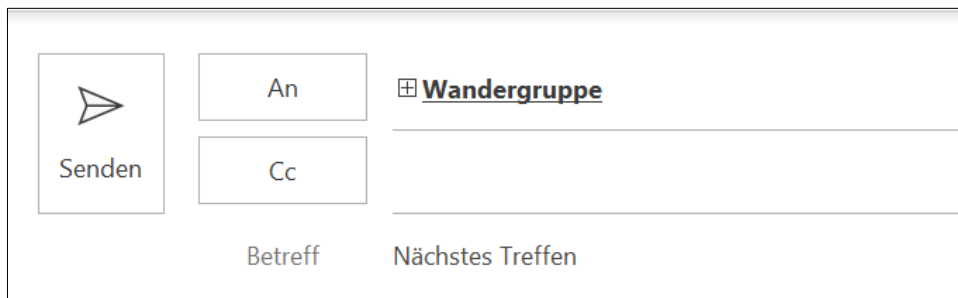 An
Wandergruppe
Senden
Cc
Betreff
Nächstes Treffen